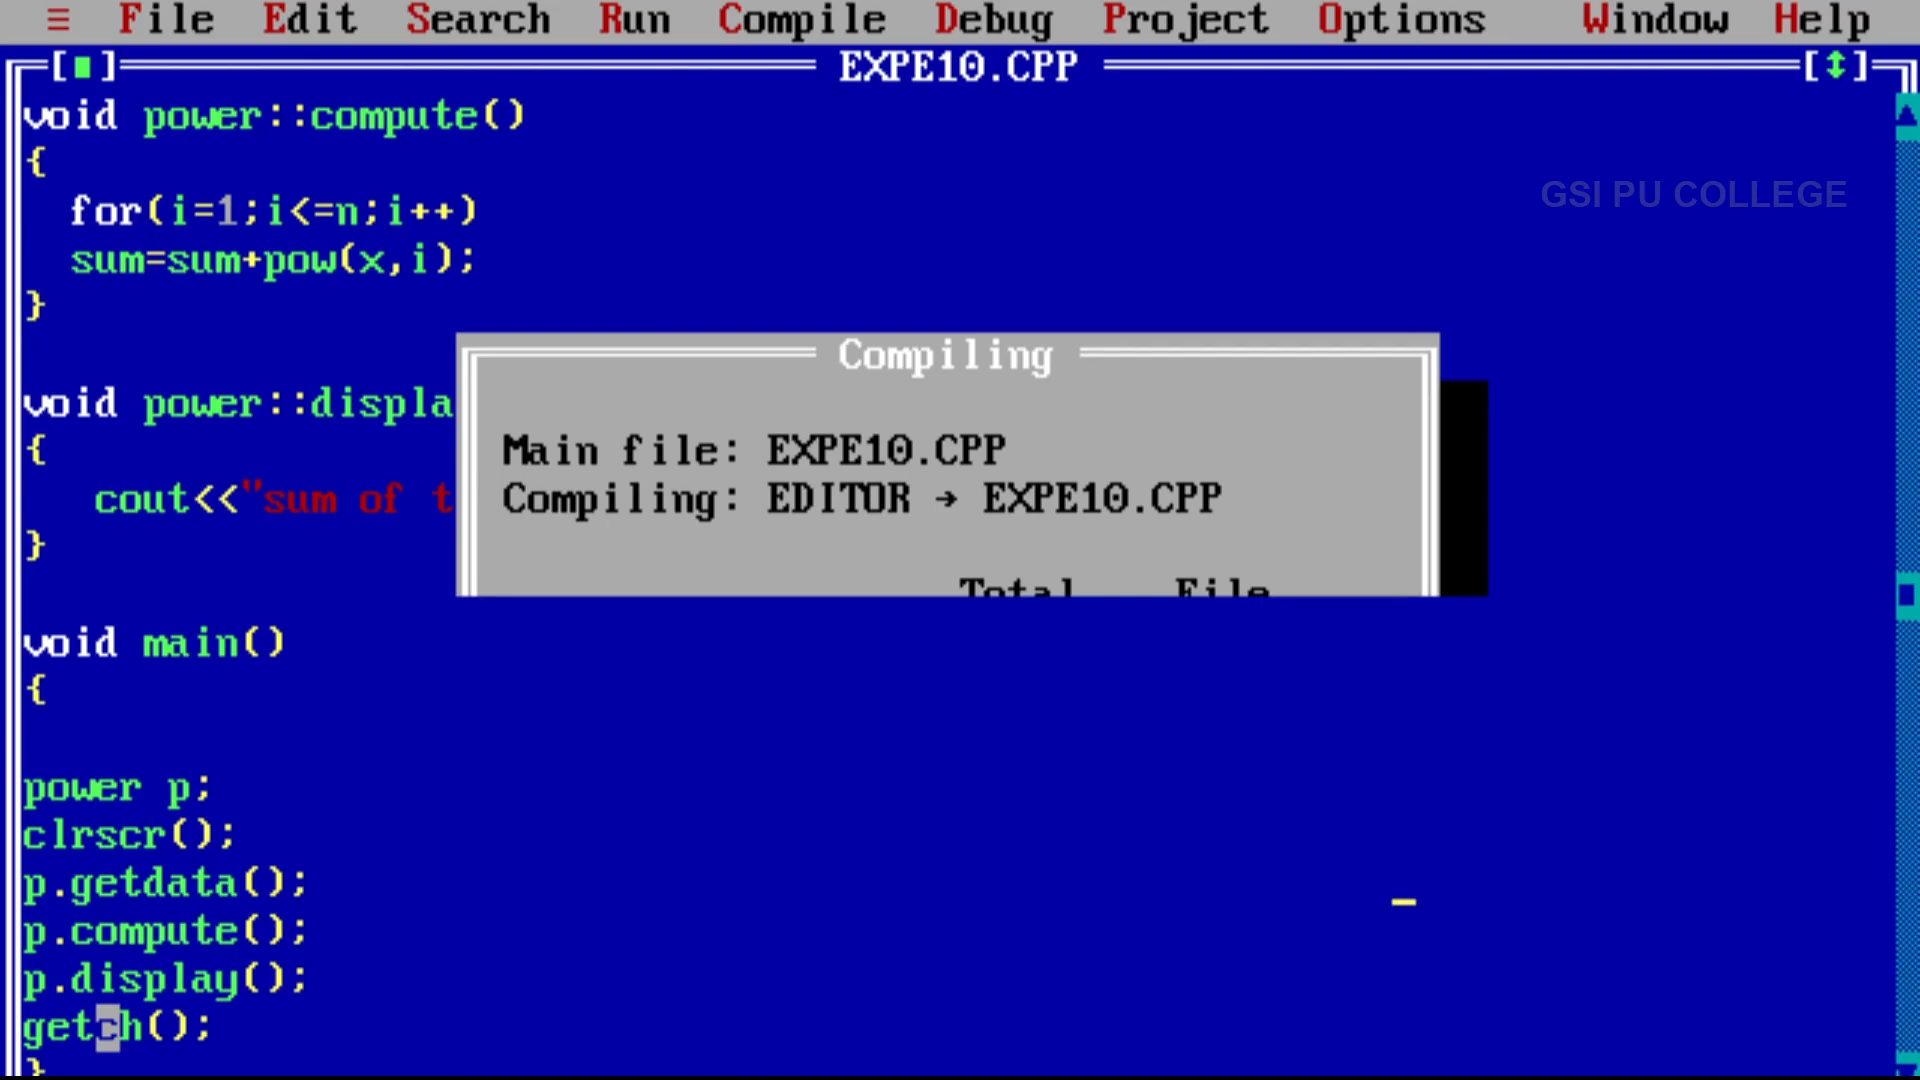 ≡ File Edit Search Run Compile Debug Project Options Window Help
[■] EXPE10.CPP [↕]
void power::compute()
{
for(i=1;i<=n;i++)
sum=sum+pow(x,i);
}
GSI PU COLLEGE
void power::displa
{
cout<<"sum of t
}
Compiling
Main file: EXPE10.CPP
Compiling: EDITOR → EXPE10.CPP
Total File
void main()
{
power p;
clrscr();
p.getdata();
p.compute();
p.display();
getch();
}